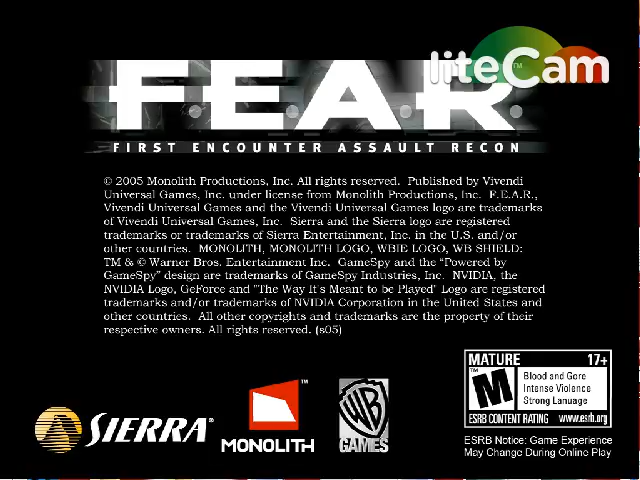 liteCam
F.E.A.R.™
FIRST ENCOUNTER ASSAULT RECON
© 2005 Monolith Productions, Inc. All rights reserved. Published by Vivendi
Universal Games, Inc. under license from Monolith Productions, Inc. F.E.A.R.,
Vivendi Universal Games and the Vivendi Universal Games logo are trademarks
of Vivendi Universal Games, Inc. Sierra and the Sierra logo are registered
trademarks or trademarks of Sierra Entertainment, Inc. in the U.S. and/or
other countries. MONOLITH, MONOLITH LOGO, WBIE LOGO, WB SHIELD:
TM & © Warner Bros. Entertainment Inc. GameSpy and the “Powered by
GameSpy” design are trademarks of GameSpy Industries, Inc. NVIDIA, the
NVIDIA Logo, GeForce and "The Way It's Meant to be Played" Logo are registered
trademarks and/or trademarks of NVIDIA Corporation in the United States and
other countries. All other copyrights and trademarks are the property of their
respective owners. All rights reserved. (s05)
MATURE 17+
M™
Blood and Gore
Intense Violence
Strong Lanuage
ESRB CONTENT RATING www.esrb.org
SIERRA®
MONOLITH™
WB
GAMES
ESRB Notice: Game Experience
May Change During Online Play